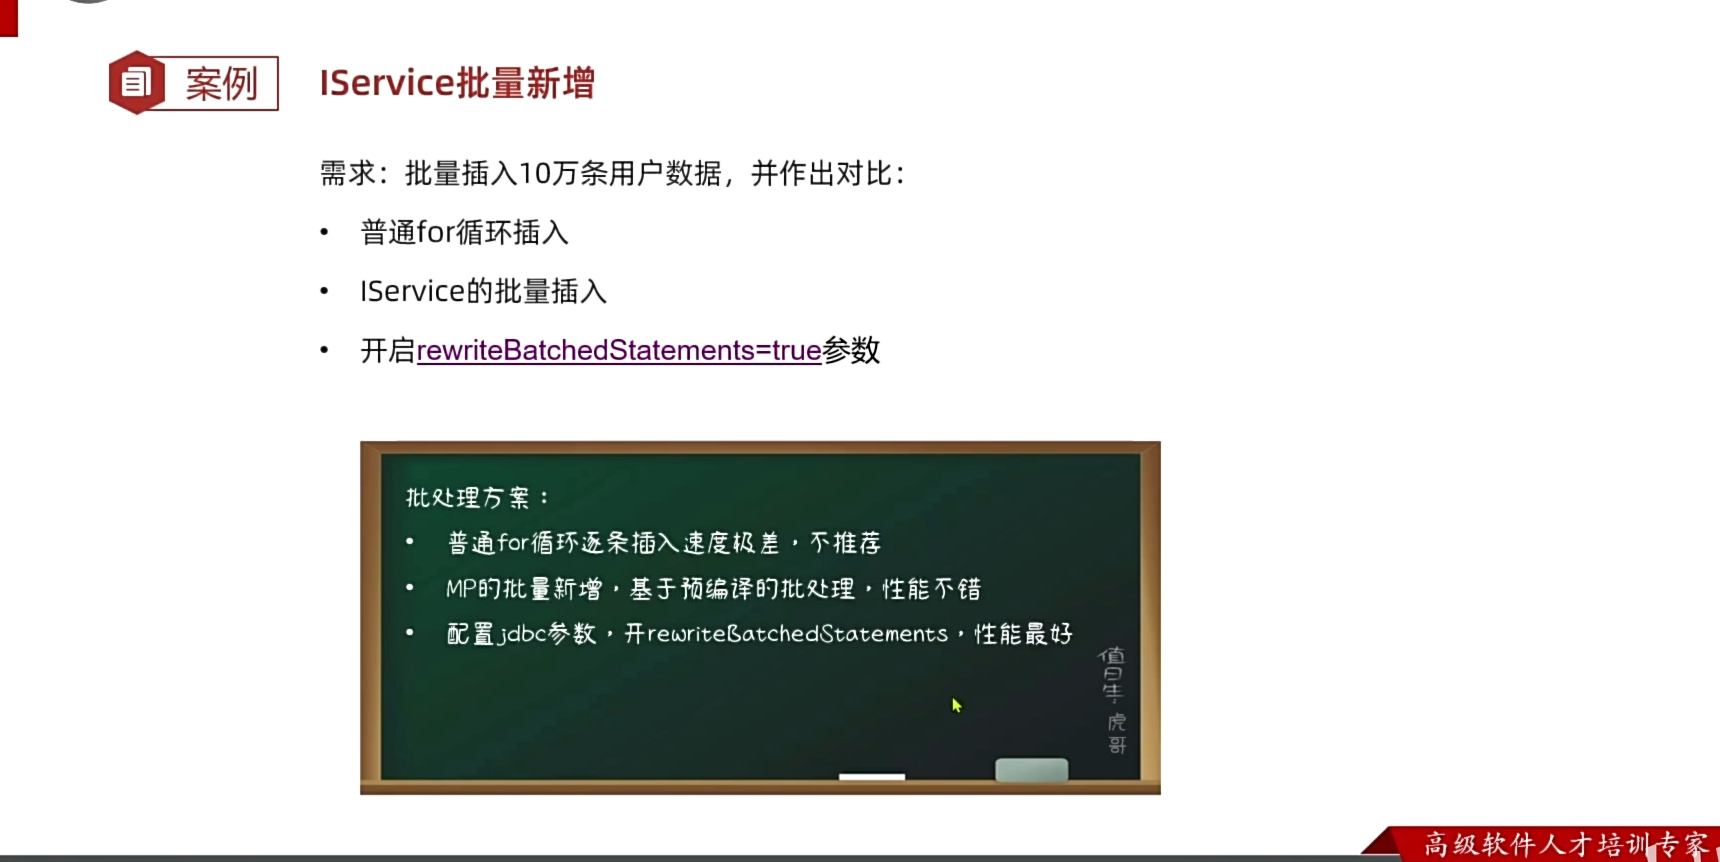 案例
IService批量新增
需求：批量插入10万条用户数据，并作出对比：
• 普通for循环插入
• IService的批量插入
• 开启rewriteBatchedStatements=true参数
批处理方案：
• 普通for循环逐条插入速度极差，不推荐
• MP的批量新增，基于预编译的批处理，性能不错
• 配置jdbc参数，开rewriteBatchedStatements，性能最好
值日生：虎哥
高级软件人才培训专家